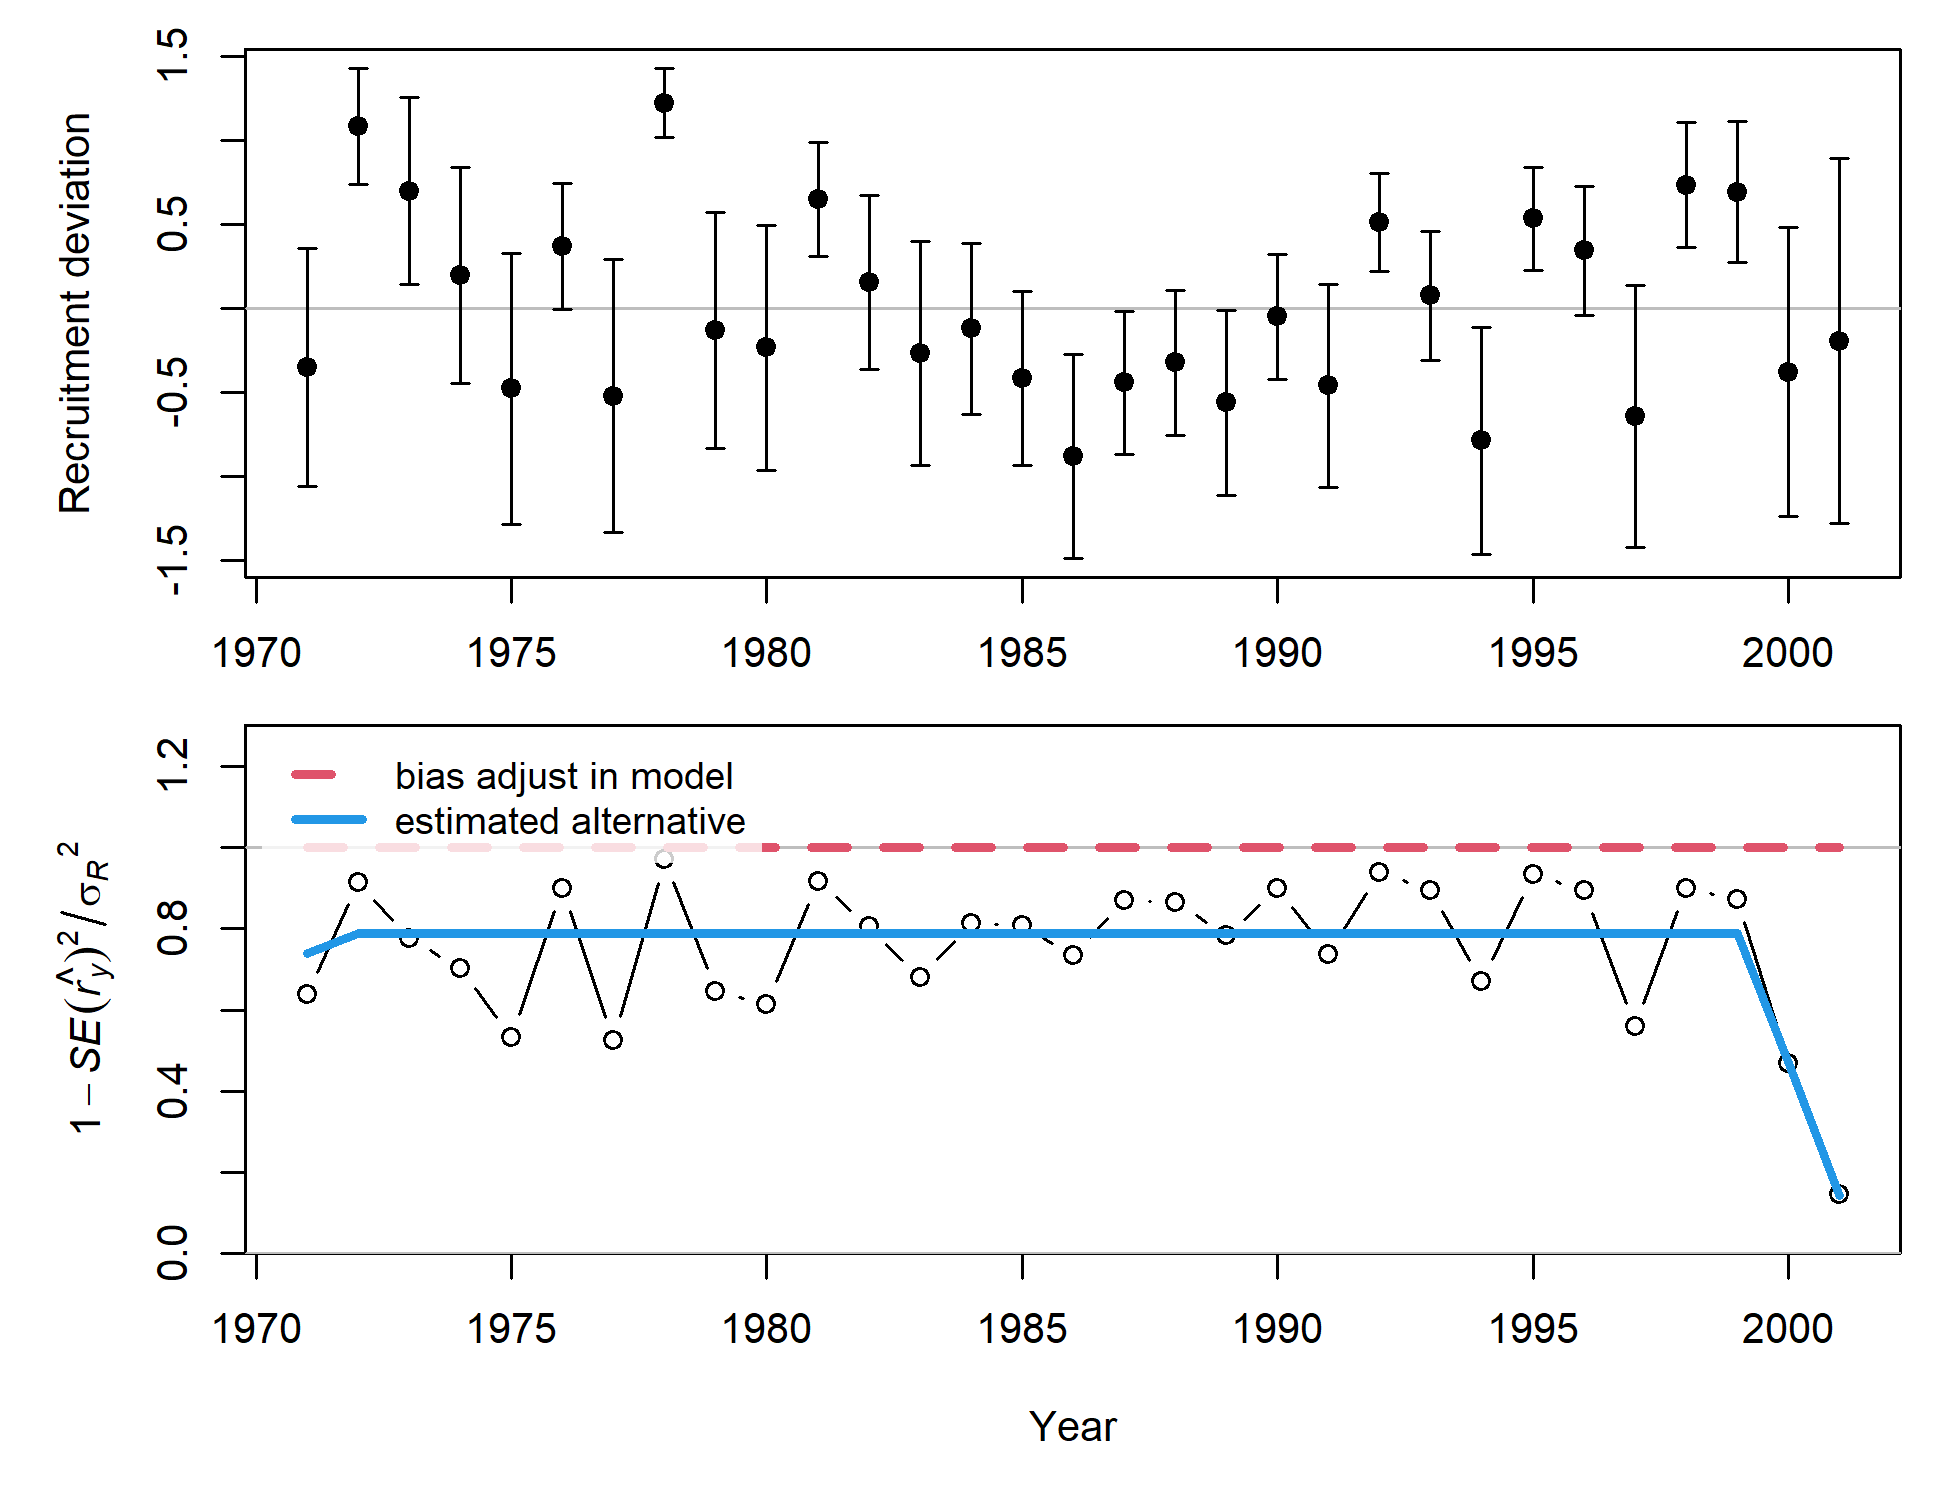 Recruitment deviation
1.5
0.5
-0.5
-1.5
1970 1975 1980 1985 1990 1995 2000
bias adjust in model
estimated alternative
1 − SE(r̂y)² / σR²
1.2
0.8
0.4
0.0
1970 1975 1980 1985 1990 1995 2000
Year